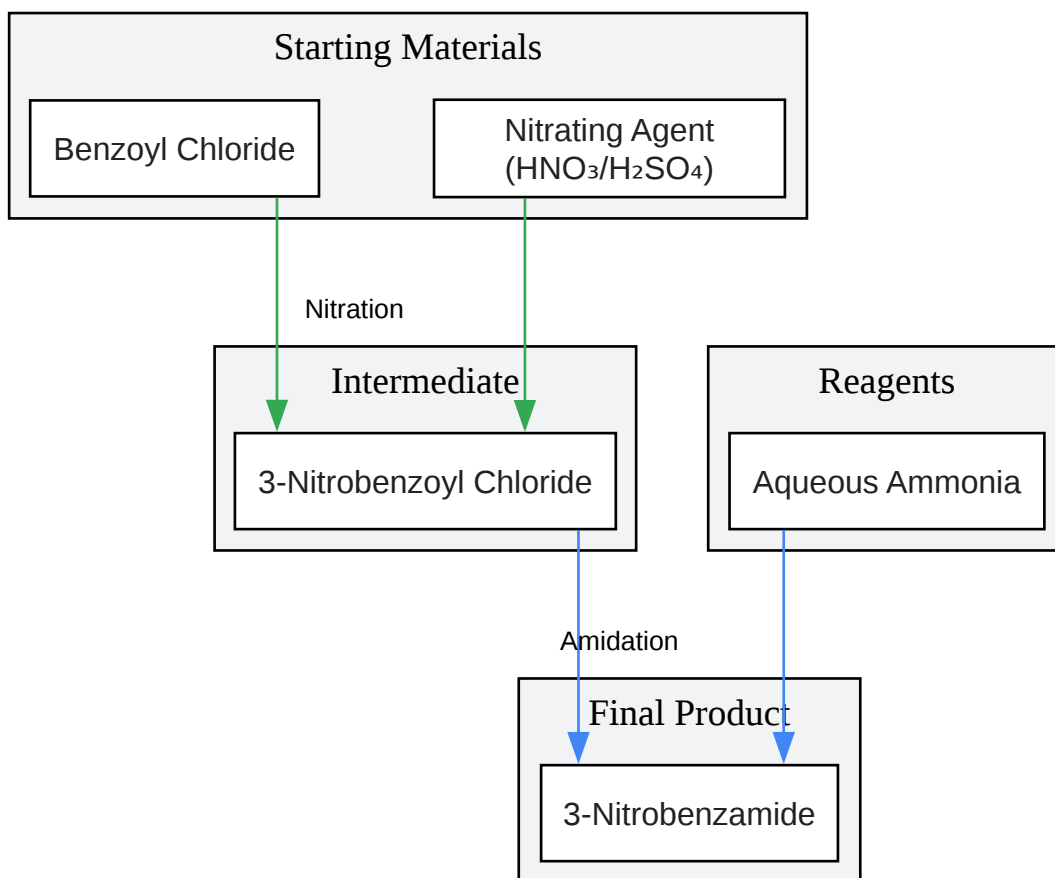 Starting Materials
Benzoyl Chloride
Nitrating Agent
(HNO₃/H₂SO₄)
Nitration
Intermediate
Reagents
3-Nitrobenzoyl Chloride
Aqueous Ammonia
Amidation
Final Product
3-Nitrobenzamide